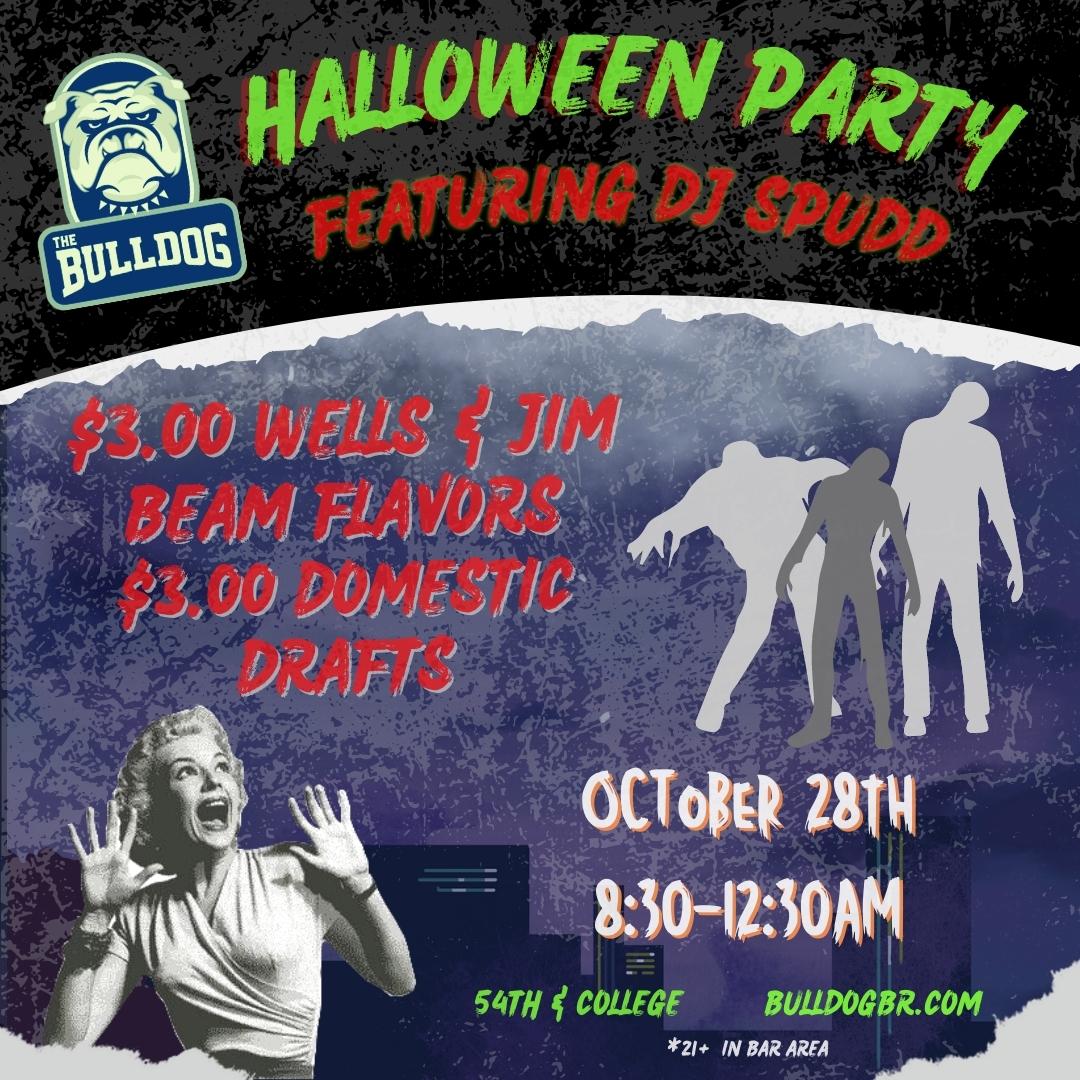 HALLOWEEN PARTY
FEATURING DJ SPUDD
THE
BULLDOG
$3.00 WELLS & JIM
BEAM FLAVORS
$3.00 DOMESTIC
DRAFTS
OCTOBER 28TH
8:30-12:30AM
54TH & COLLEGE
BULLDOGBR.COM
*21+ IN BAR AREA